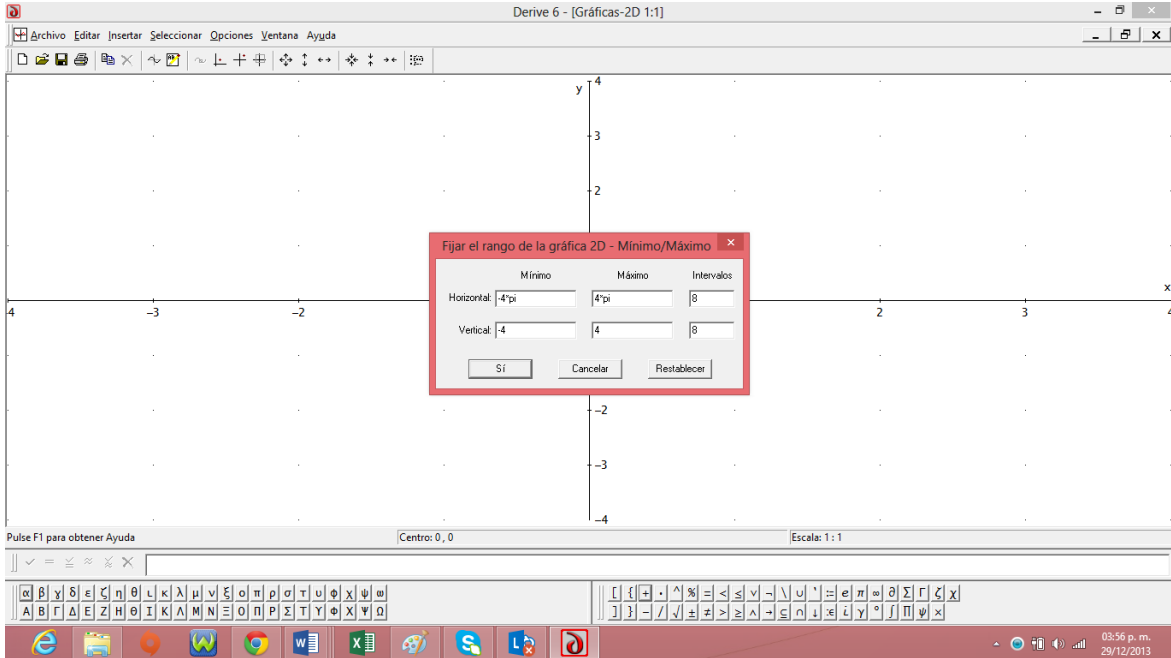 Derive 6 - [Gráficas-2D 1:1]
Archivo Editar Insertar Seleccionar Opciones Ventana Ayuda
y 4
3
2
Fijar el rango de la gráfica 2D - Mínimo/Máximo
Mínimo Máximo Intervalos
Horizontal: -4*pi 4*pi 8
Vertical: -4 4 8
Sí Cancelar Restablecer
x
4 -3 -2 2 3 4
-2
-3
-4
Pulse F1 para obtener Ayuda Centro: 0 , 0 Escala: 1 : 1
α β γ δ ε ζ η θ ι κ λ μ ν ξ ο π ρ σ τ υ φ χ ψ ω [ { + · ^ % = < ≤ ∨ ¬ \ ∪ ' := e π ∞ ∂ Σ Γ ζ χ
Α Β Γ Δ Ε Ζ Η Θ Ι Κ Λ Μ Ν Ξ Ο Π Ρ Σ Τ Υ Φ Χ Ψ Ω ] } - / √ ± ≠ > ≥ ∧ → ⊆ ∩ ↓ :∈ i γ ° ∫ Π ψ ×
03:56 p. m.
29/12/2013